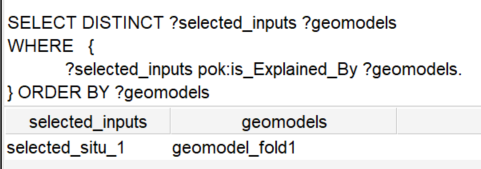 SELECT DISTINCT ?selected_inputs ?geomodels
WHERE {
?selected_inputs pok:is_Explained_By ?geomodels.
} ORDER BY ?geomodels
selected_inputs geomodels
selected_situ_1 geomodel_fold1